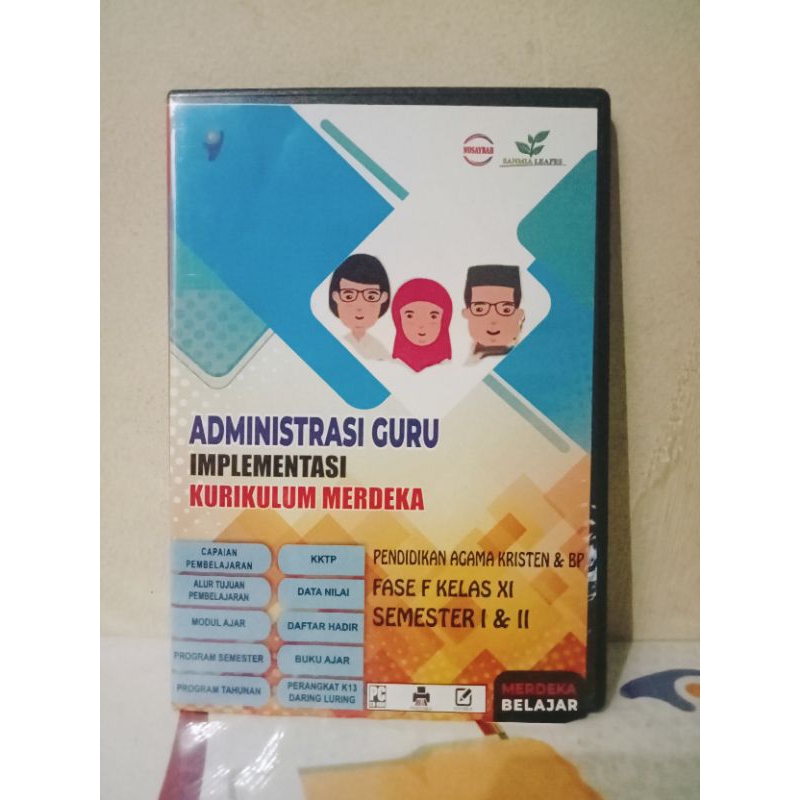 NUSAYBAH
SANMIA LEAFES
ADMINISTRASI GURU
IMPLEMENTASI
KURIKULUM MERDEKA
CAPAIAN
PEMBELAJARAN
KKTP
ALUR TUJUAN
PEMBELAJARAN
DATA NILAI
MODUL AJAR
DAFTAR HADIR
PROGRAM SEMESTER
BUKU AJAR
PROGRAM TAHUNAN
PERANGKAT K13
DARING LURING
PENDIDIKAN AGAMA KRISTEN & BP
FASE F KELAS XI
SEMESTER I & II
PC
MERDEKA
BELAJAR